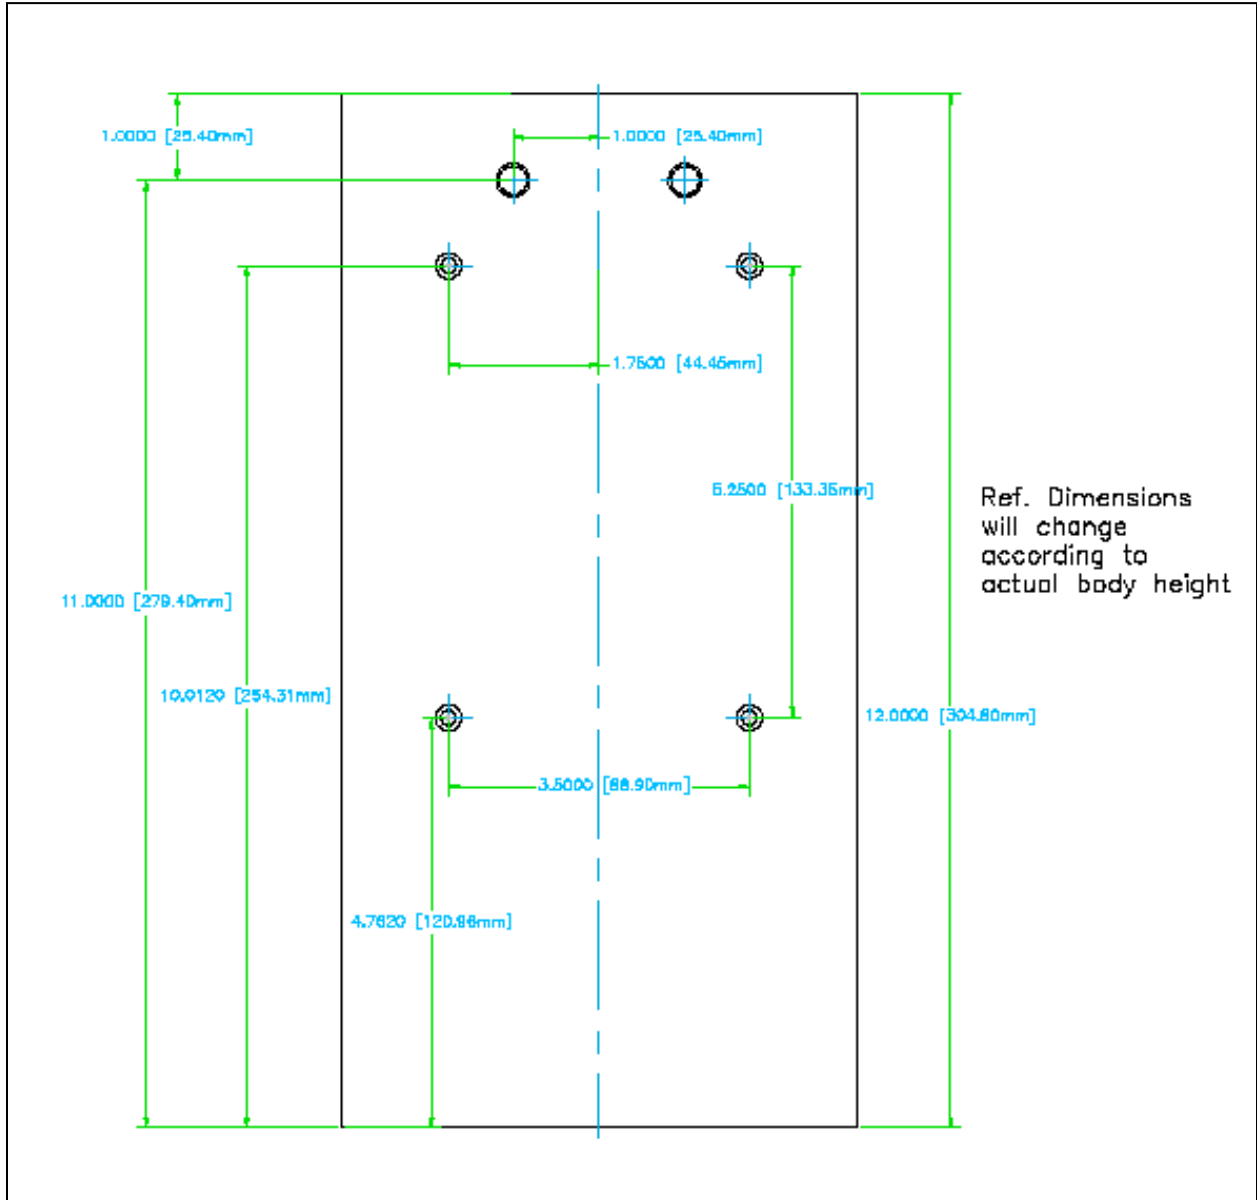 1.0000 [25.40mm]
1.0000 [25.40mm]
1.7500 [44.45mm]
5.2500 [133.35mm]
Ref. Dimensions
will change
according to
actual body height
11.0000 [279.40mm]
10.0120 [254.31mm]
12.0000 [304.80mm]
3.5000 [88.90mm]
4.7620 [120.96mm]